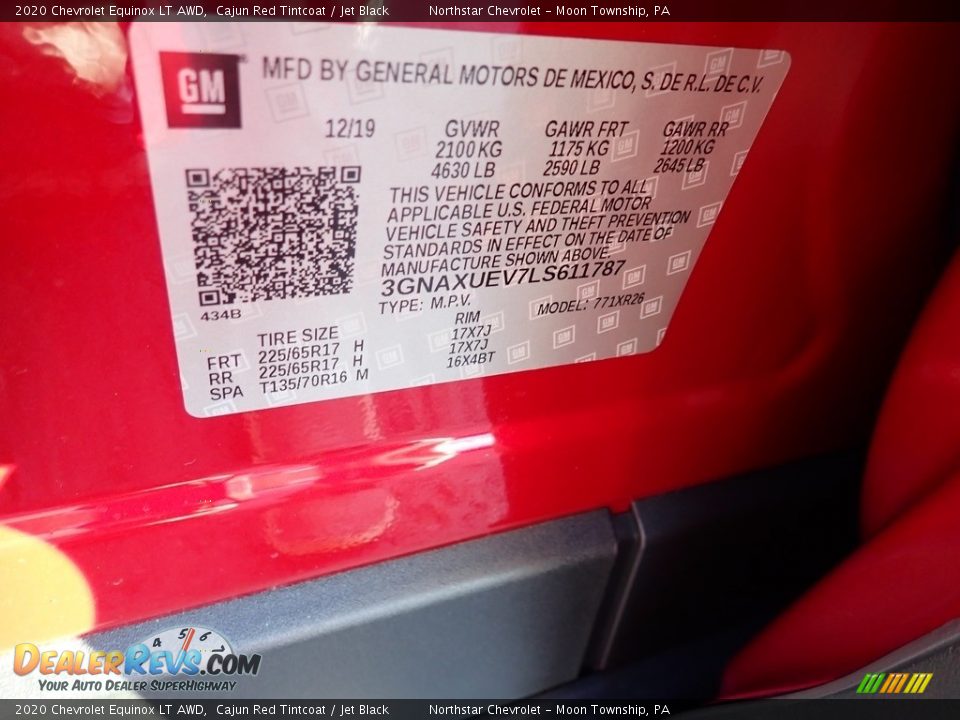 2020 Chevrolet Equinox LT AWD,  Cajun Red Tintcoat / Jet Black    Northstar Chevrolet - Moon Township, PA
GM MFD BY GENERAL MOTORS DE MEXICO, S. DE R.L. DE C.V.
12/19 GVWR GAWR FRT GAWR RR
2100 KG 1175 KG 1200 KG
4630 LB 2590 LB 2645 LB
THIS VEHICLE CONFORMS TO ALL
APPLICABLE U.S. FEDERAL MOTOR
VEHICLE SAFETY AND THEFT PREVENTION
STANDARDS IN EFFECT ON THE DATE OF
MANUFACTURE SHOWN ABOVE.
3GNAXUEV7LS611787
434B TYPE: M.P.V. MODEL: 771XR26
TIRE SIZE RIM
FRT 225/65R17 H 17X7J
RR 225/65R17 H 17X7J
SPA T135/70R16 M 16X4BT
4 5 6
DealerRevs.com
Your Auto Dealer SuperHighway
2020 Chevrolet Equinox LT AWD,  Cajun Red Tintcoat / Jet Black    Northstar Chevrolet - Moon Township, PA